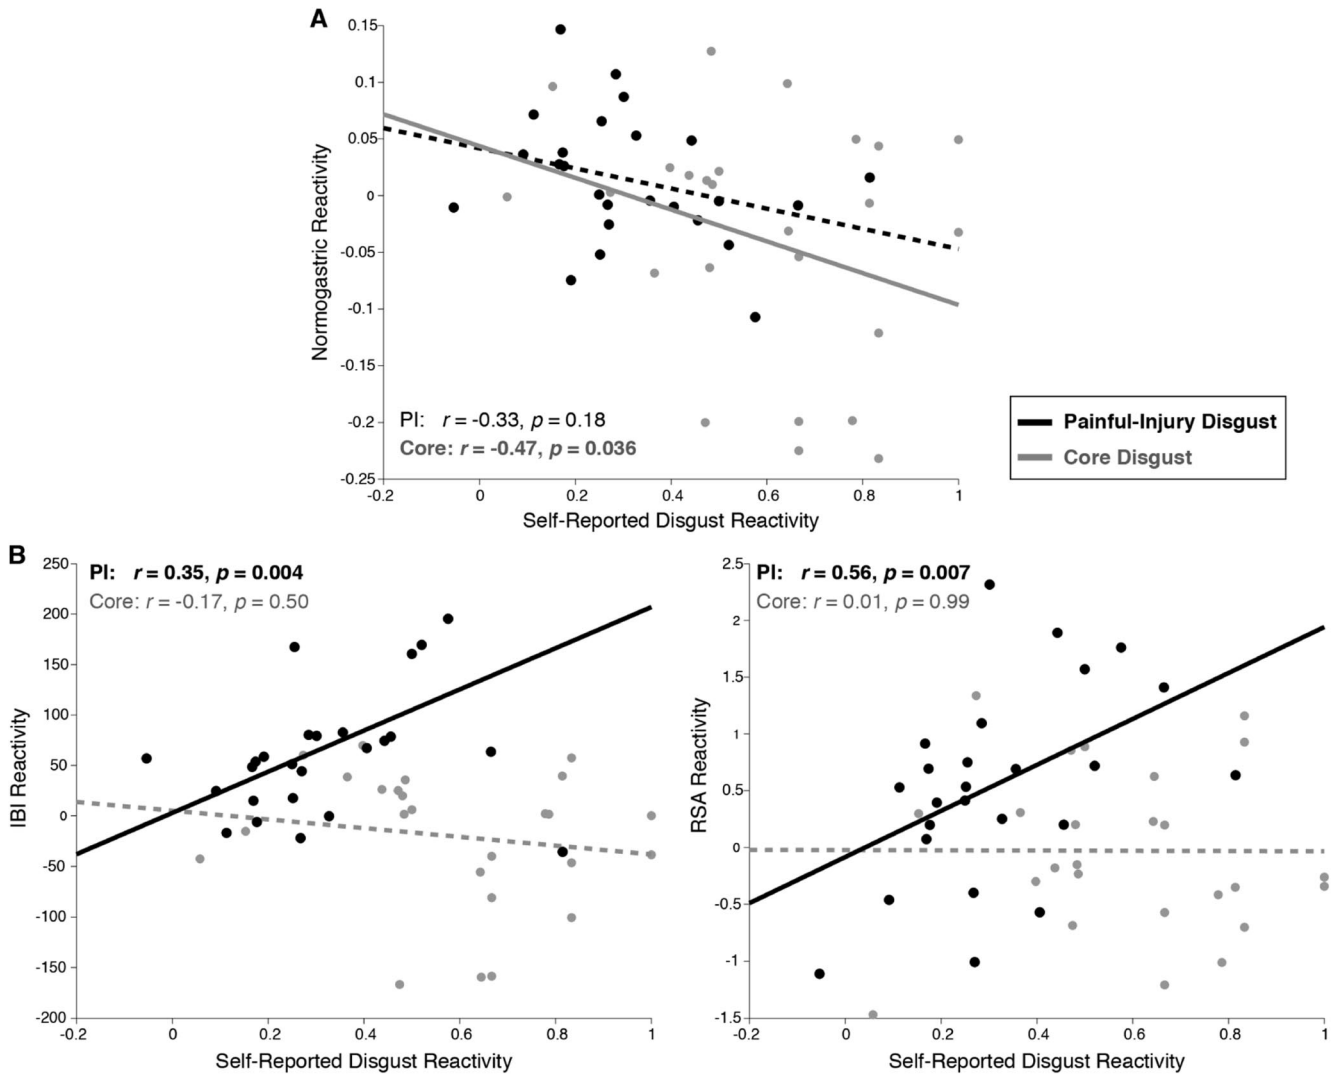 A
0.15
0.1
0.05
0
-0.05
-0.1
-0.15
-0.2
-0.25
Normogastric Reactivity
PI: r = -0.33, p = 0.18
Core: r = -0.47, p = 0.036
-0.2 0 0.2 0.4 0.6 0.8 1
Self-Reported Disgust Reactivity
Painful-Injury Disgust
Core Disgust
B
250
200
150
100
50
0
-50
-100
-150
-200
IBI Reactivity
PI: r = 0.35, p = 0.004
Core: r = -0.17, p = 0.50
-0.2 0 0.2 0.4 0.6 0.8 1
Self-Reported Disgust Reactivity
2.5
2
1.5
1
0.5
0
-0.5
-1
-1.5
RSA Reactivity
PI: r = 0.56, p = 0.007
Core: r = 0.01, p = 0.99
-0.2 0 0.2 0.4 0.6 0.8 1
Self-Reported Disgust Reactivity